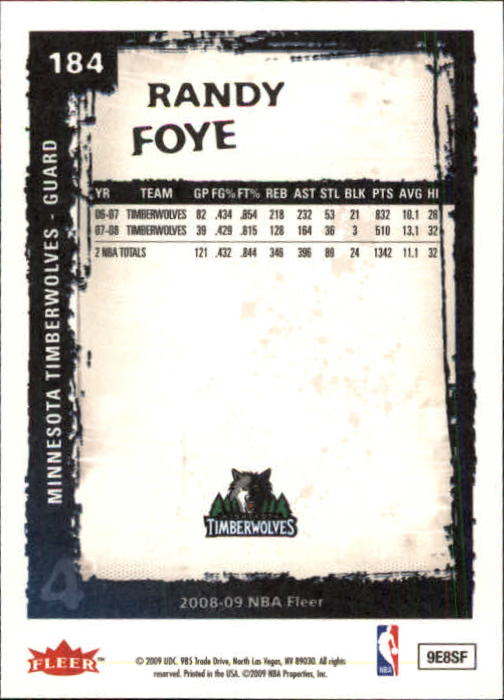 184
RANDY
FOYE
MINNESOTA TIMBERWOLVES - GUARD
YR TEAM GP FG% FT% REB AST STL BLK PTS AVG HI
06-07 TIMBERWOLVES 82 .434 .854 218 232 53 21 832 10.1 26
07-08 TIMBERWOLVES 39 .429 .815 128 164 36 3 510 13.1 32
2 NBA TOTALS 121 .432 .844 346 396 89 24 1342 11.1 32
TIMBERWOLVES
4
2008-09 NBA Fleer
FLEER™
© 2009 UDC. 985 Trade Drive, North Las Vegas, NV 89030. All rights
reserved. Printed in the USA. ©2009 NBA Properties, Inc.
NBA
9E8SF